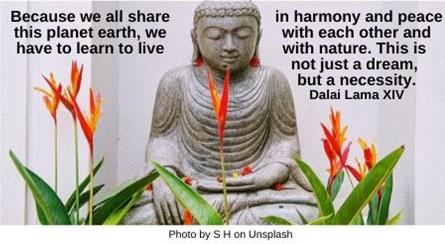 Because we all share
this planet earth, we
have to learn to live
in harmony and peace
with each other and
with nature. This is
not just a dream,
but a necessity.
Dalai Lama XIV
Photo by S H on Unsplash